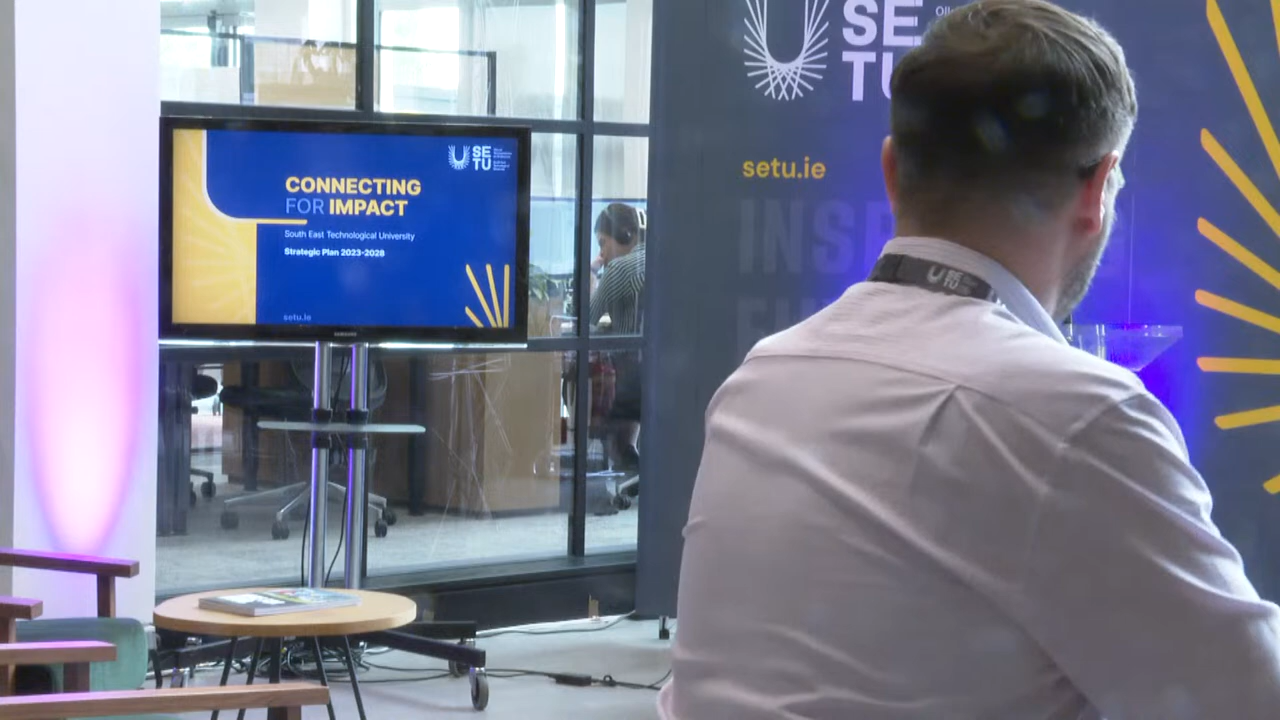 SE
TU
setu.ie
CONNECTING
FOR IMPACT
South East Technological University
Strategic Plan 2023-2028
setu.ie
SE
TU
SAMSUNG